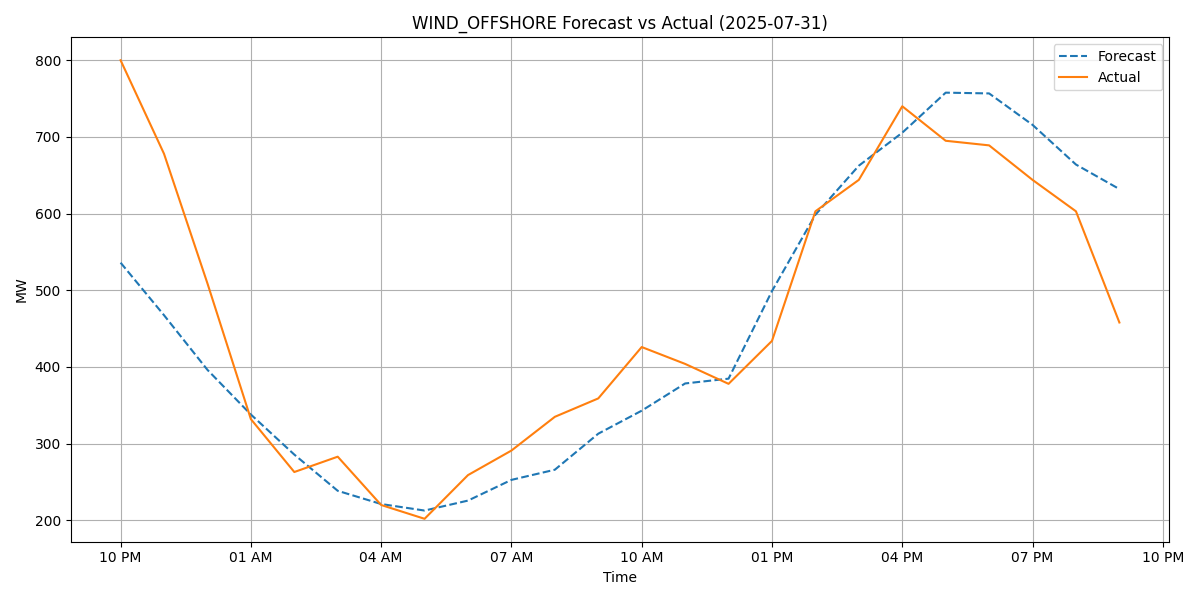 WIND_OFFSHORE Forecast vs Actual (2025-07-31)
Forecast
Actual
800
700
600
500
400
300
200
MW
10 PM 01 AM 04 AM 07 AM 10 AM 01 PM 04 PM 07 PM 10 PM
Time